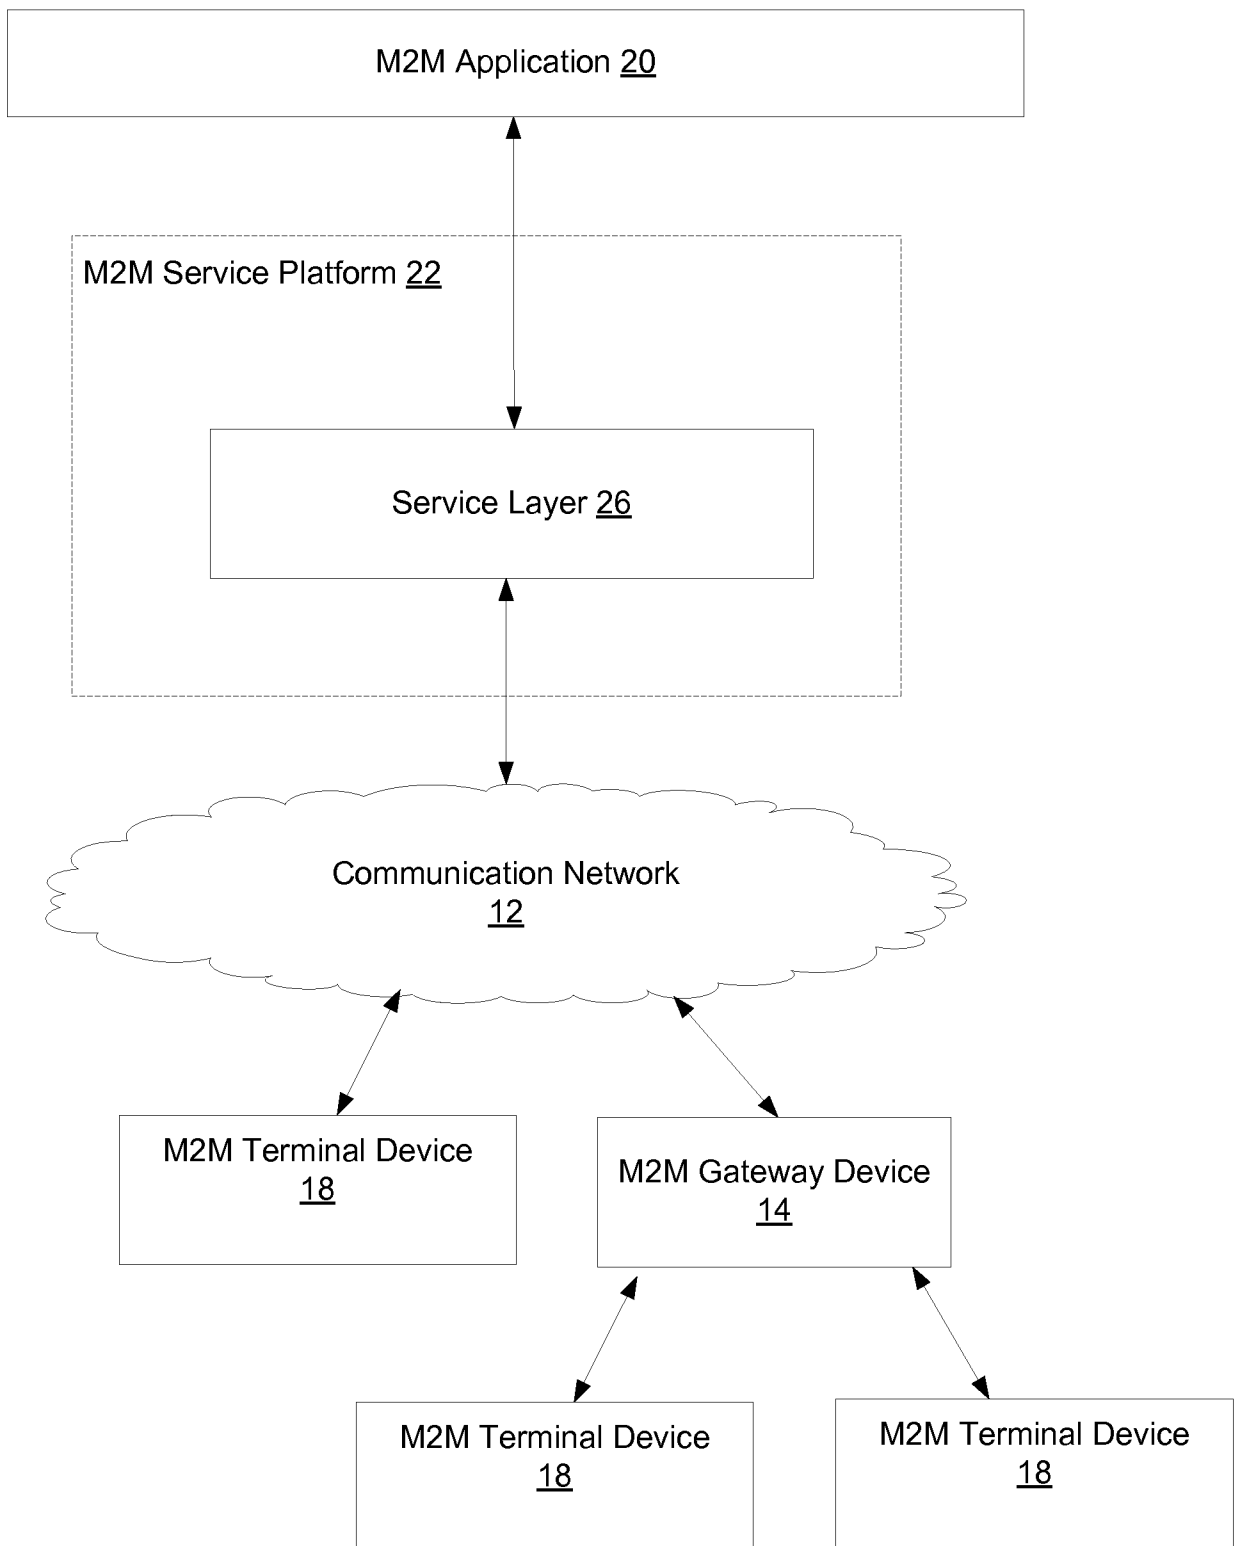 M2M Application 20
M2M Service Platform 22
Service Layer 26
Communication Network
12
M2M Terminal Device
18
M2M Gateway Device
14
M2M Terminal Device
18
M2M Terminal Device
18